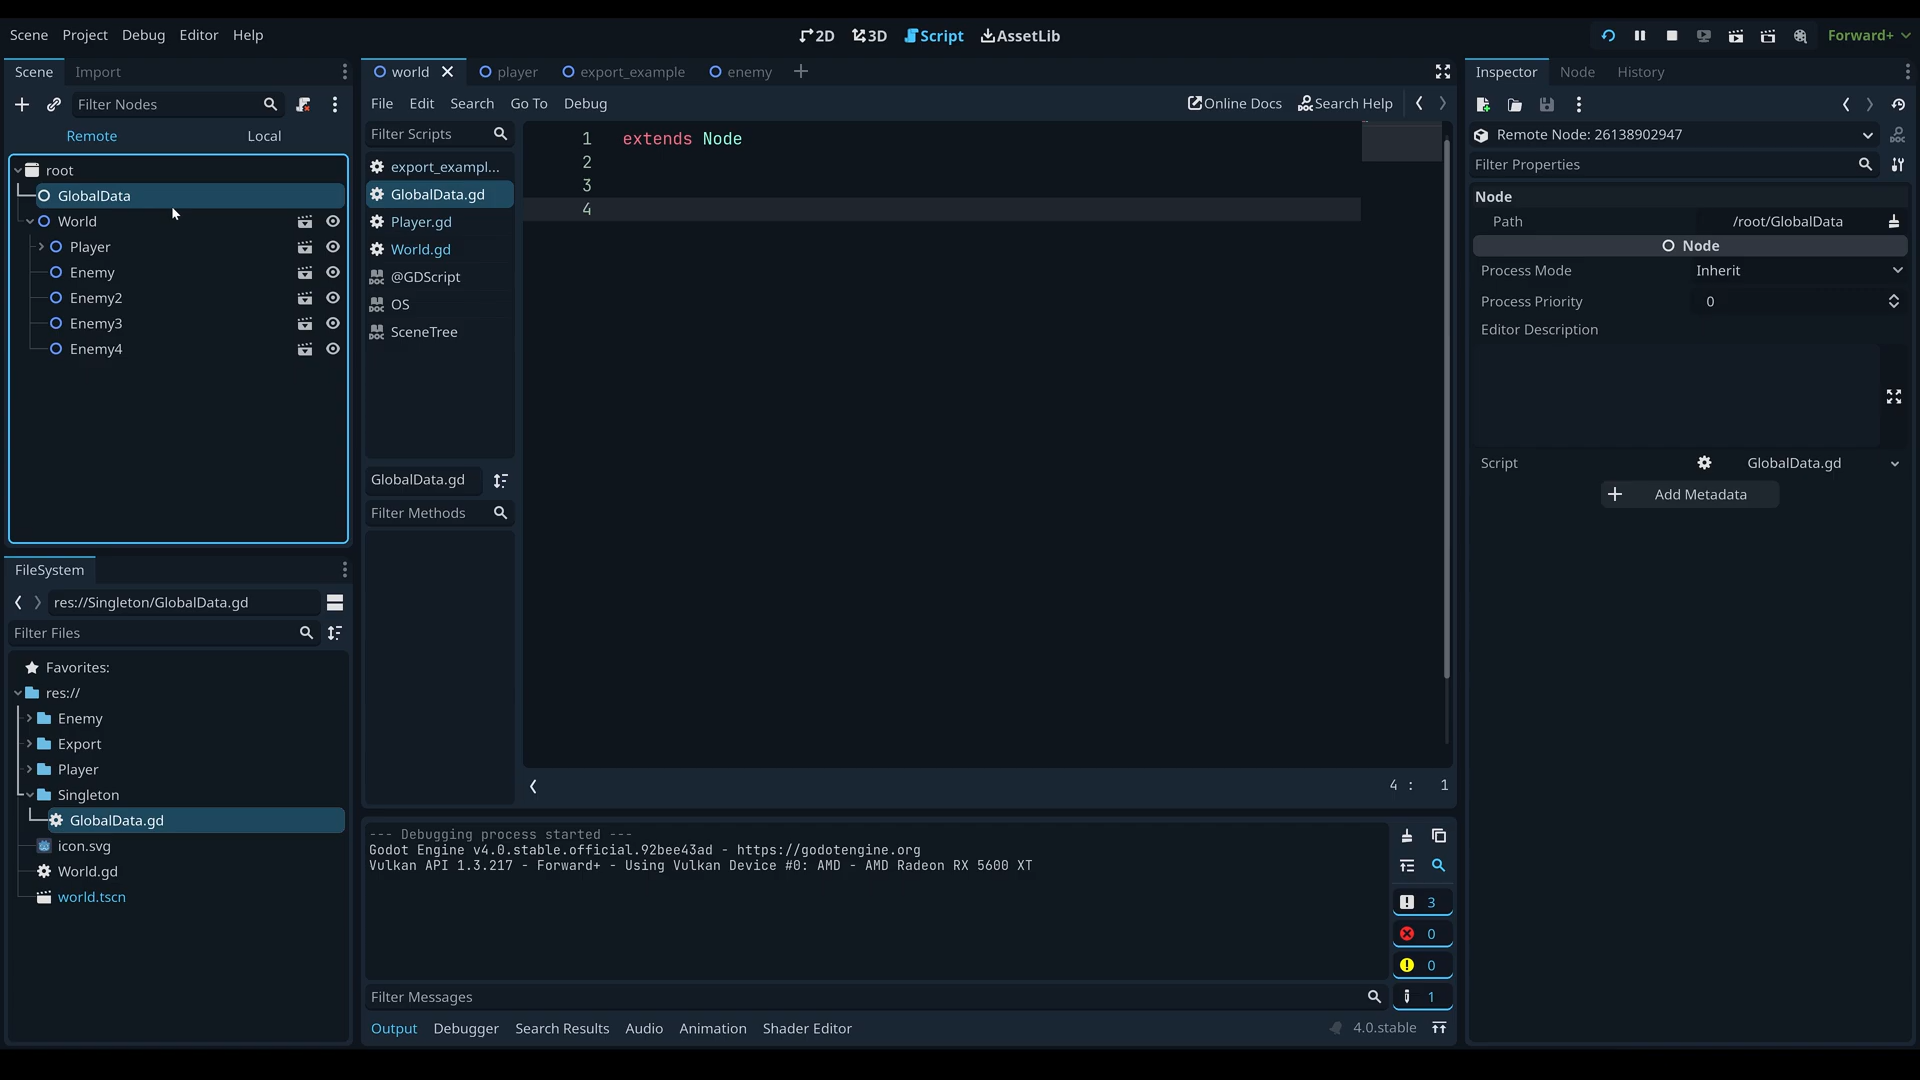 Scene Project Debug Editor Help
2D 3D Script AssetLib
Forward+
Scene Import
Filter Nodes
Remote Local
root
GlobalData
World
Player
Enemy
Enemy2
Enemy3
Enemy4
FileSystem
res://Singleton/GlobalData.gd
Filter Files
Favorites:
res://
Enemy
Export
Player
Singleton
GlobalData.gd
icon.svg
World.gd
world.tscn
world player export_example enemy
File Edit Search Go To Debug
Online Docs Search Help
Filter Scripts
export_exampl...
GlobalData.gd
Player.gd
World.gd
@GDScript
OS
SceneTree
GlobalData.gd
Filter Methods
1 extends Node
2
3
4
4 : 1
--- Debugging process started ---
Godot Engine v4.0.stable.official.92bee43ad - https://godotengine.org
Vulkan API 1.3.217 - Forward+ - Using Vulkan Device #0: AMD - AMD Radeon RX 5600 XT
3
0
0
1
Filter Messages
Output Debugger Search Results Audio Animation Shader Editor
4.0.stable
Inspector Node History
Remote Node: 26138902947
Filter Properties
Node
Path /root/GlobalData
Node
Process Mode Inherit
Process Priority 0
Editor Description
Script GlobalData.gd
Add Metadata